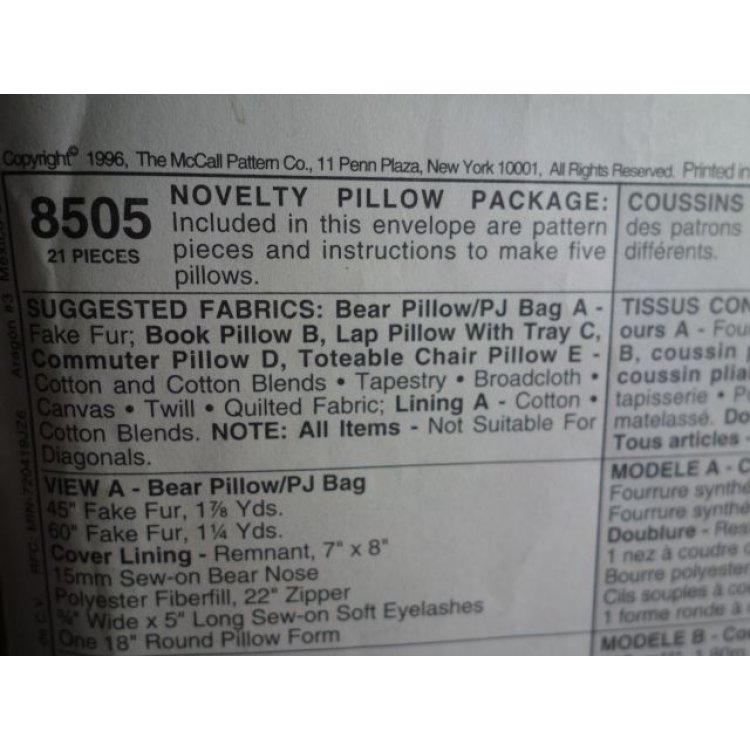 Copyright© 1996, The McCall Pattern Co., 11 Penn Plaza, New York 10001, All Rights Reserved. Printed in
8505
21 PIECES
NOVELTY PILLOW PACKAGE:
Included in this envelope are pattern
pieces and instructions to make five
pillows.
SUGGESTED FABRICS: Bear Pillow/PJ Bag A -
Fake Fur; Book Pillow B, Lap Pillow With Tray C,
Commuter Pillow D, Toteable Chair Pillow E -
Cotton and Cotton Blends • Tapestry • Broadcloth •
Canvas • Twill • Quilted Fabric; Lining A - Cotton •
Cotton Blends. NOTE: All Items - Not Suitable For
Diagonals.
VIEW A - Bear Pillow/PJ Bag
45" Fake Fur, 1⅞ Yds.
60" Fake Fur, 1¼ Yds.
Cover Lining - Remnant, 7" x 8"
15mm Sew-on Bear Nose
Polyester Fiberfill, 22" Zipper
¾" Wide x 5" Long Sew-on Soft Eyelashes
One 18" Round Pillow Form
COUSSINS
des patrons
différents.
TISSUS CON
ours A - Fou
B, coussin
coussin plia
tapisserie • P
matelassé. Do
Tous articles
MODELE A - C
Fourrure synthé
Fourrure synthé
Doublure - Res
1 nez à coudre
Bourre polyester
Cils souples à co
1 forme ronde à
MODELE B - Co
Aragón #3